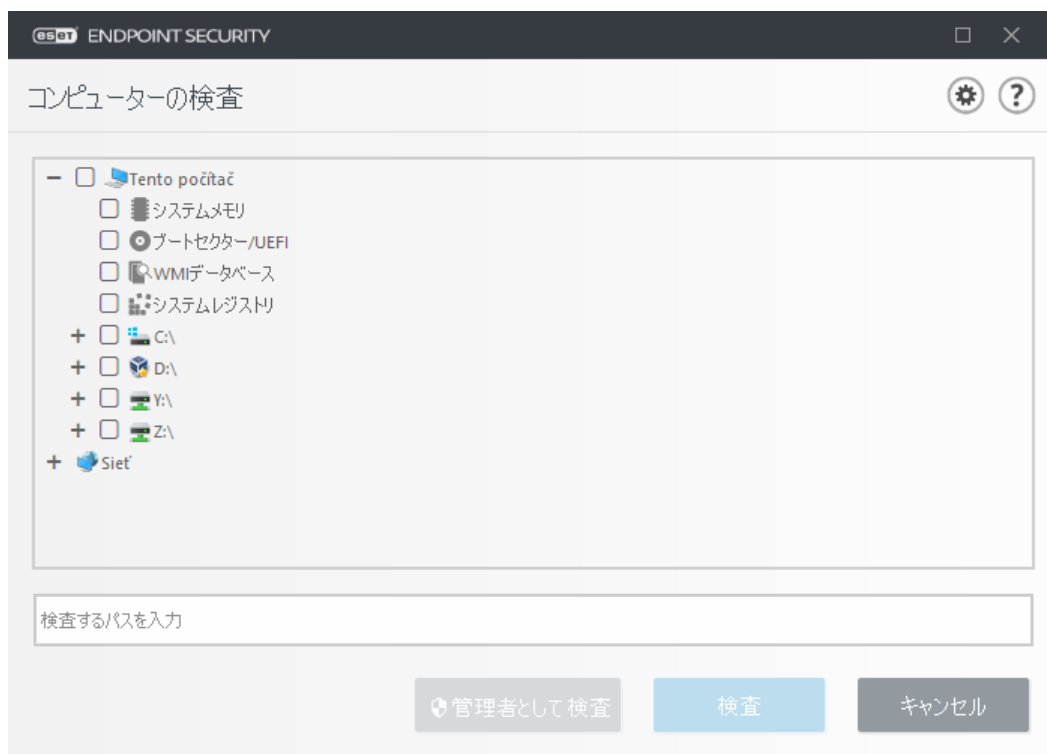 eset ENDPOINT SECURITY
コンピューターの検査
Tento počítač
システムメモリ
ブートセクター/UEFI
WMIデータベース
システムレジストリ
C:\
D:\
Y:\
Z:\
Sieť
検査するパスを入力
管理者として検査
検査
キャンセル